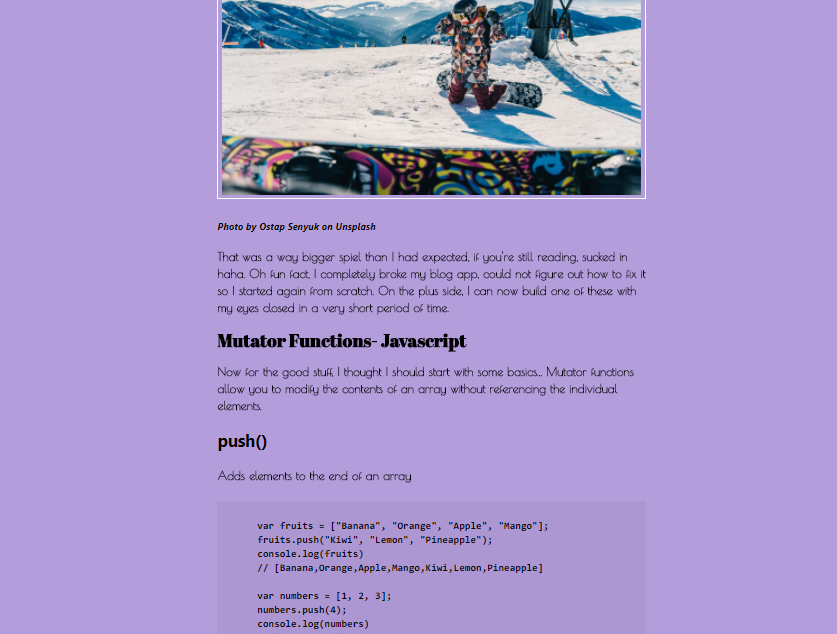 Photo by Ostap Senyuk on Unsplash
That was a way bigger spiel than I had expected, if you're still reading, sucked in
haha. Oh fun fact, I completely broke my blog app, could not figure out how to fix it
so I started again from scratch. On the plus side, I can now build one of these with
my eyes closed in a very short period of time.
Mutator Functions- Javascript
Now for the good stuff, I thought I should start with some basics... Mutator functions
allow you to modify the contents of an array without referencing the individual
elements.
push()
Adds elements to the end of an array
var fruits = ["Banana", "Orange", "Apple", "Mango"];
fruits.push("Kiwi", "Lemon", "Pineapple");
console.log(fruits)
// [Banana,Orange,Apple,Mango,Kiwi,Lemon,Pineapple]
var numbers = [1, 2, 3];
numbers.push(4);
console.log(numbers)